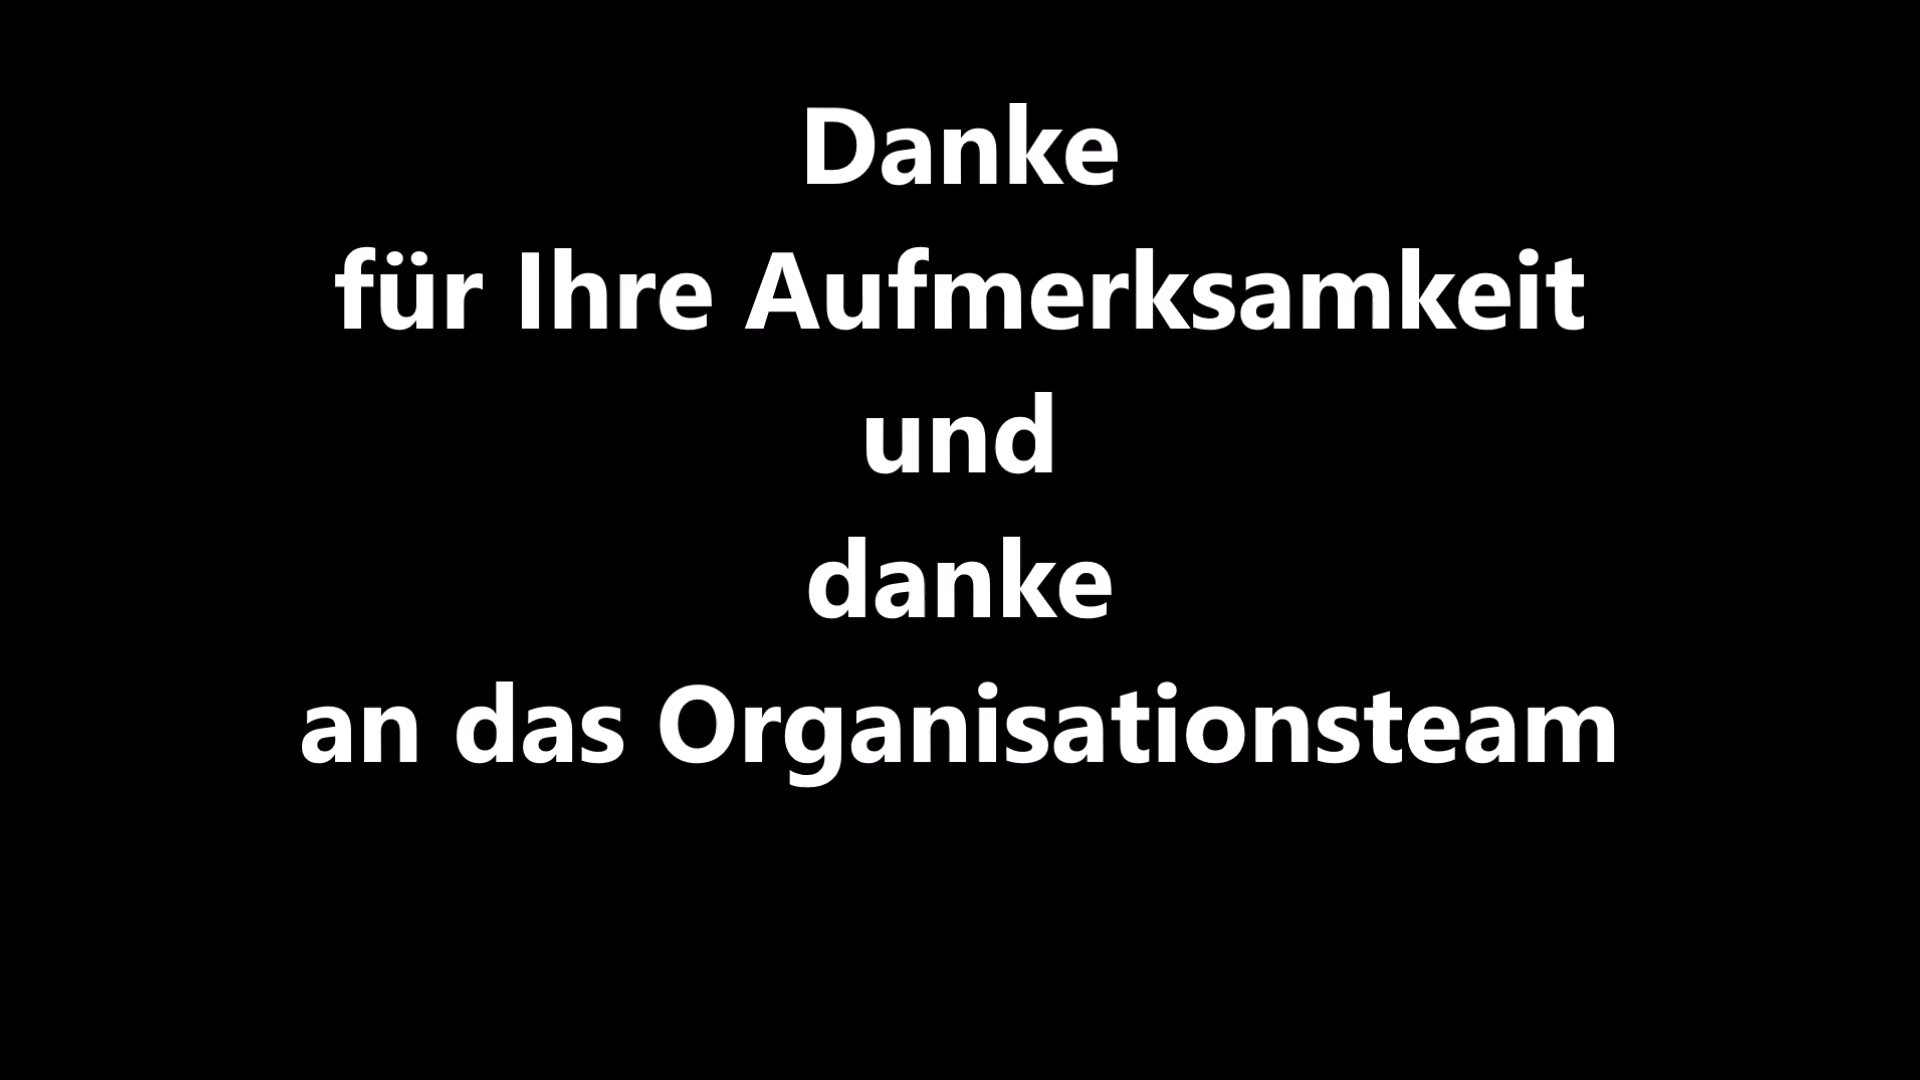 Danke
für Ihre Aufmerksamkeit
und
danke
an das Organisationsteam